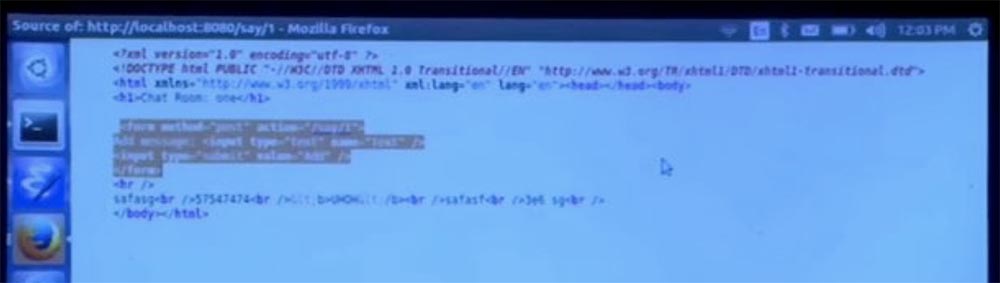 Source of: http://localhost:8080/say/1 - Mozilla Firefox En 12:03 PM
<?xml version="1.0" encoding="utf-8" ?>
<!DOCTYPE html PUBLIC "-//W3C//DTD XHTML 1.0 Transitional//EN" "http://www.w3.org/TR/xhtml1/DTD/xhtml1-transitional.dtd">
<html xmlns="http://www.w3.org/1999/xhtml" xml:lang="en" lang="en"><head></head><body>
<h1>Chat Room: one</h1>
<form method="post" action="/say/1">
Add message: <input type="text" name="text" />
<input type="submit" value="Add" />
</form>
<hr />
safasg<br />57547474<br />&lt;b>UHOH&lt;/b><br />safasf<br />3e6 sg<br />
</body></html>